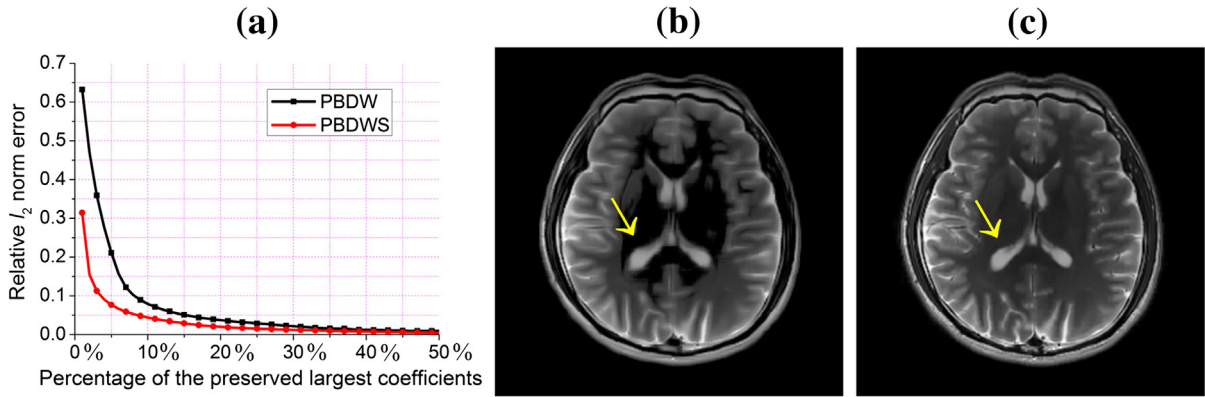 (a)
(b)
(c)
Relative l2 norm error
0.7
0.6
0.5
0.4
0.3
0.2
0.1
0.0
PBDW
PBDWS
0% 10% 20% 30% 40% 50%
Percentage of the preserved largest coefficients